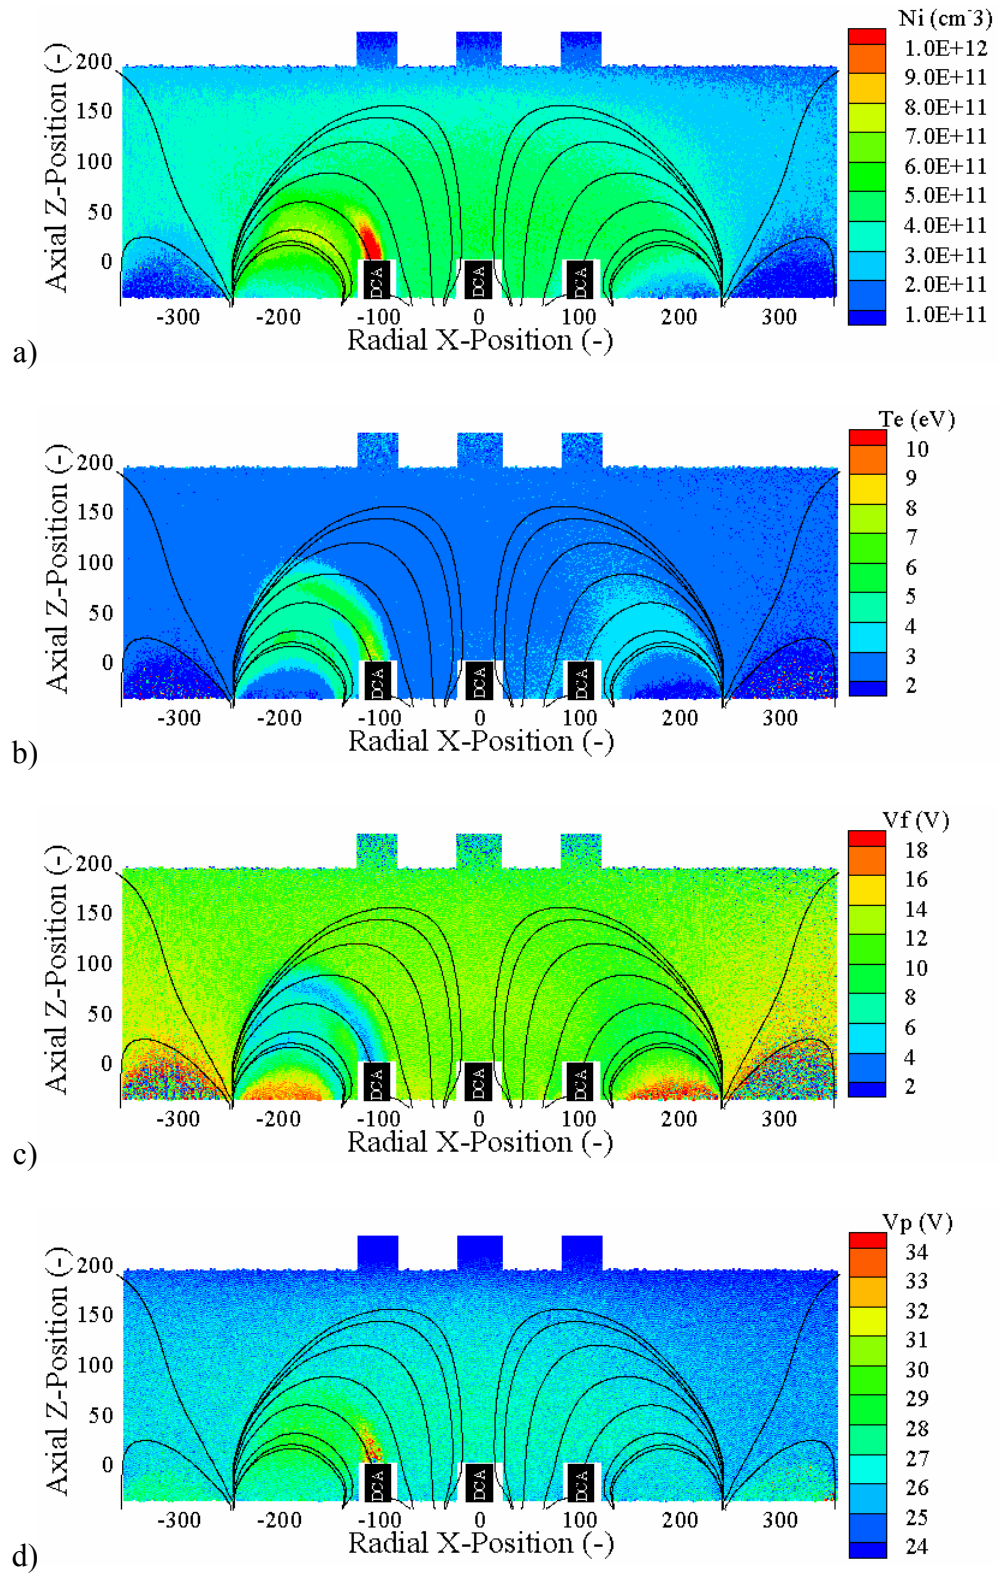 Ni (cm-3)
1.0E+12
9.0E+11
8.0E+11
7.0E+11
6.0E+11
5.0E+11
4.0E+11
3.0E+11
2.0E+11
1.0E+11
Axial Z-Position (-)
200
150
100
50
0
DCA DCA DCA
-300 -200 -100 0 100 200 300
Radial X-Position (-)
a)
Te (eV)
10
9
8
7
6
5
4
3
2
Axial Z-Position (-)
200
150
100
50
0
DCA DCA DCA
-300 -200 -100 0 100 200 300
Radial X-Position (-)
b)
Vf (V)
18
16
14
12
10
8
6
4
2
Axial Z-Position (-)
200
150
100
50
0
DCA DCA DCA
-300 -200 -100 0 100 200 300
Radial X-Position (-)
c)
Vp (V)
34
33
32
31
30
29
28
27
26
25
24
Axial Z-Position (-)
200
150
100
50
0
DCA DCA DCA
-300 -200 -100 0 100 200 300
Radial X-Position (-)
d)